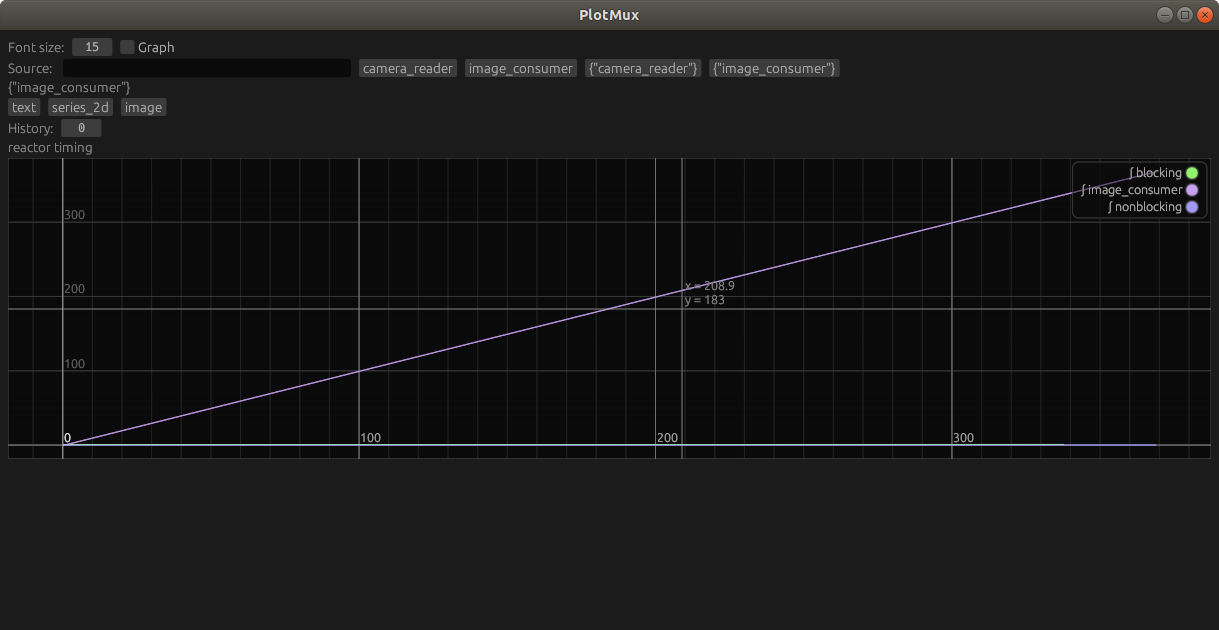 PlotMux
Font size: 15 Graph
Source: camera_reader image_consumer {"camera_reader"} {"image_consumer"}
{"image_consumer"}
text series_2d image
History: 0
reactor timing
∫ blocking
∫ image_consumer
∫ nonblocking
300
200
x = 208.9
y = 183
100
0 100 200 300